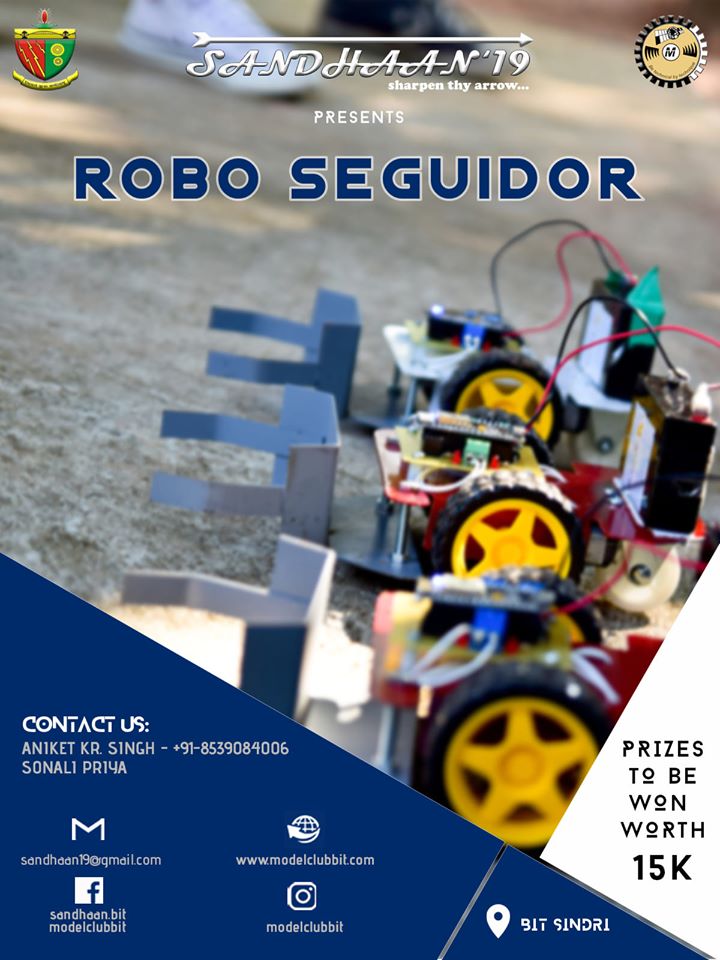 SANDHAAN'19
sharpen thy arrow...
PRESENTS
ROBO SEGUIDOR
M
CONTACT US:
ANIKET KR. SINGH - +91-8539084006
SONALI PRIYA
sandhaan19@gmail.com
www.modelclubbit.com
sandhaan.bit
modelclubbit
modelclubbit
PRIZES
TO BE
WON
WORTH
15K
BIT SINDRI